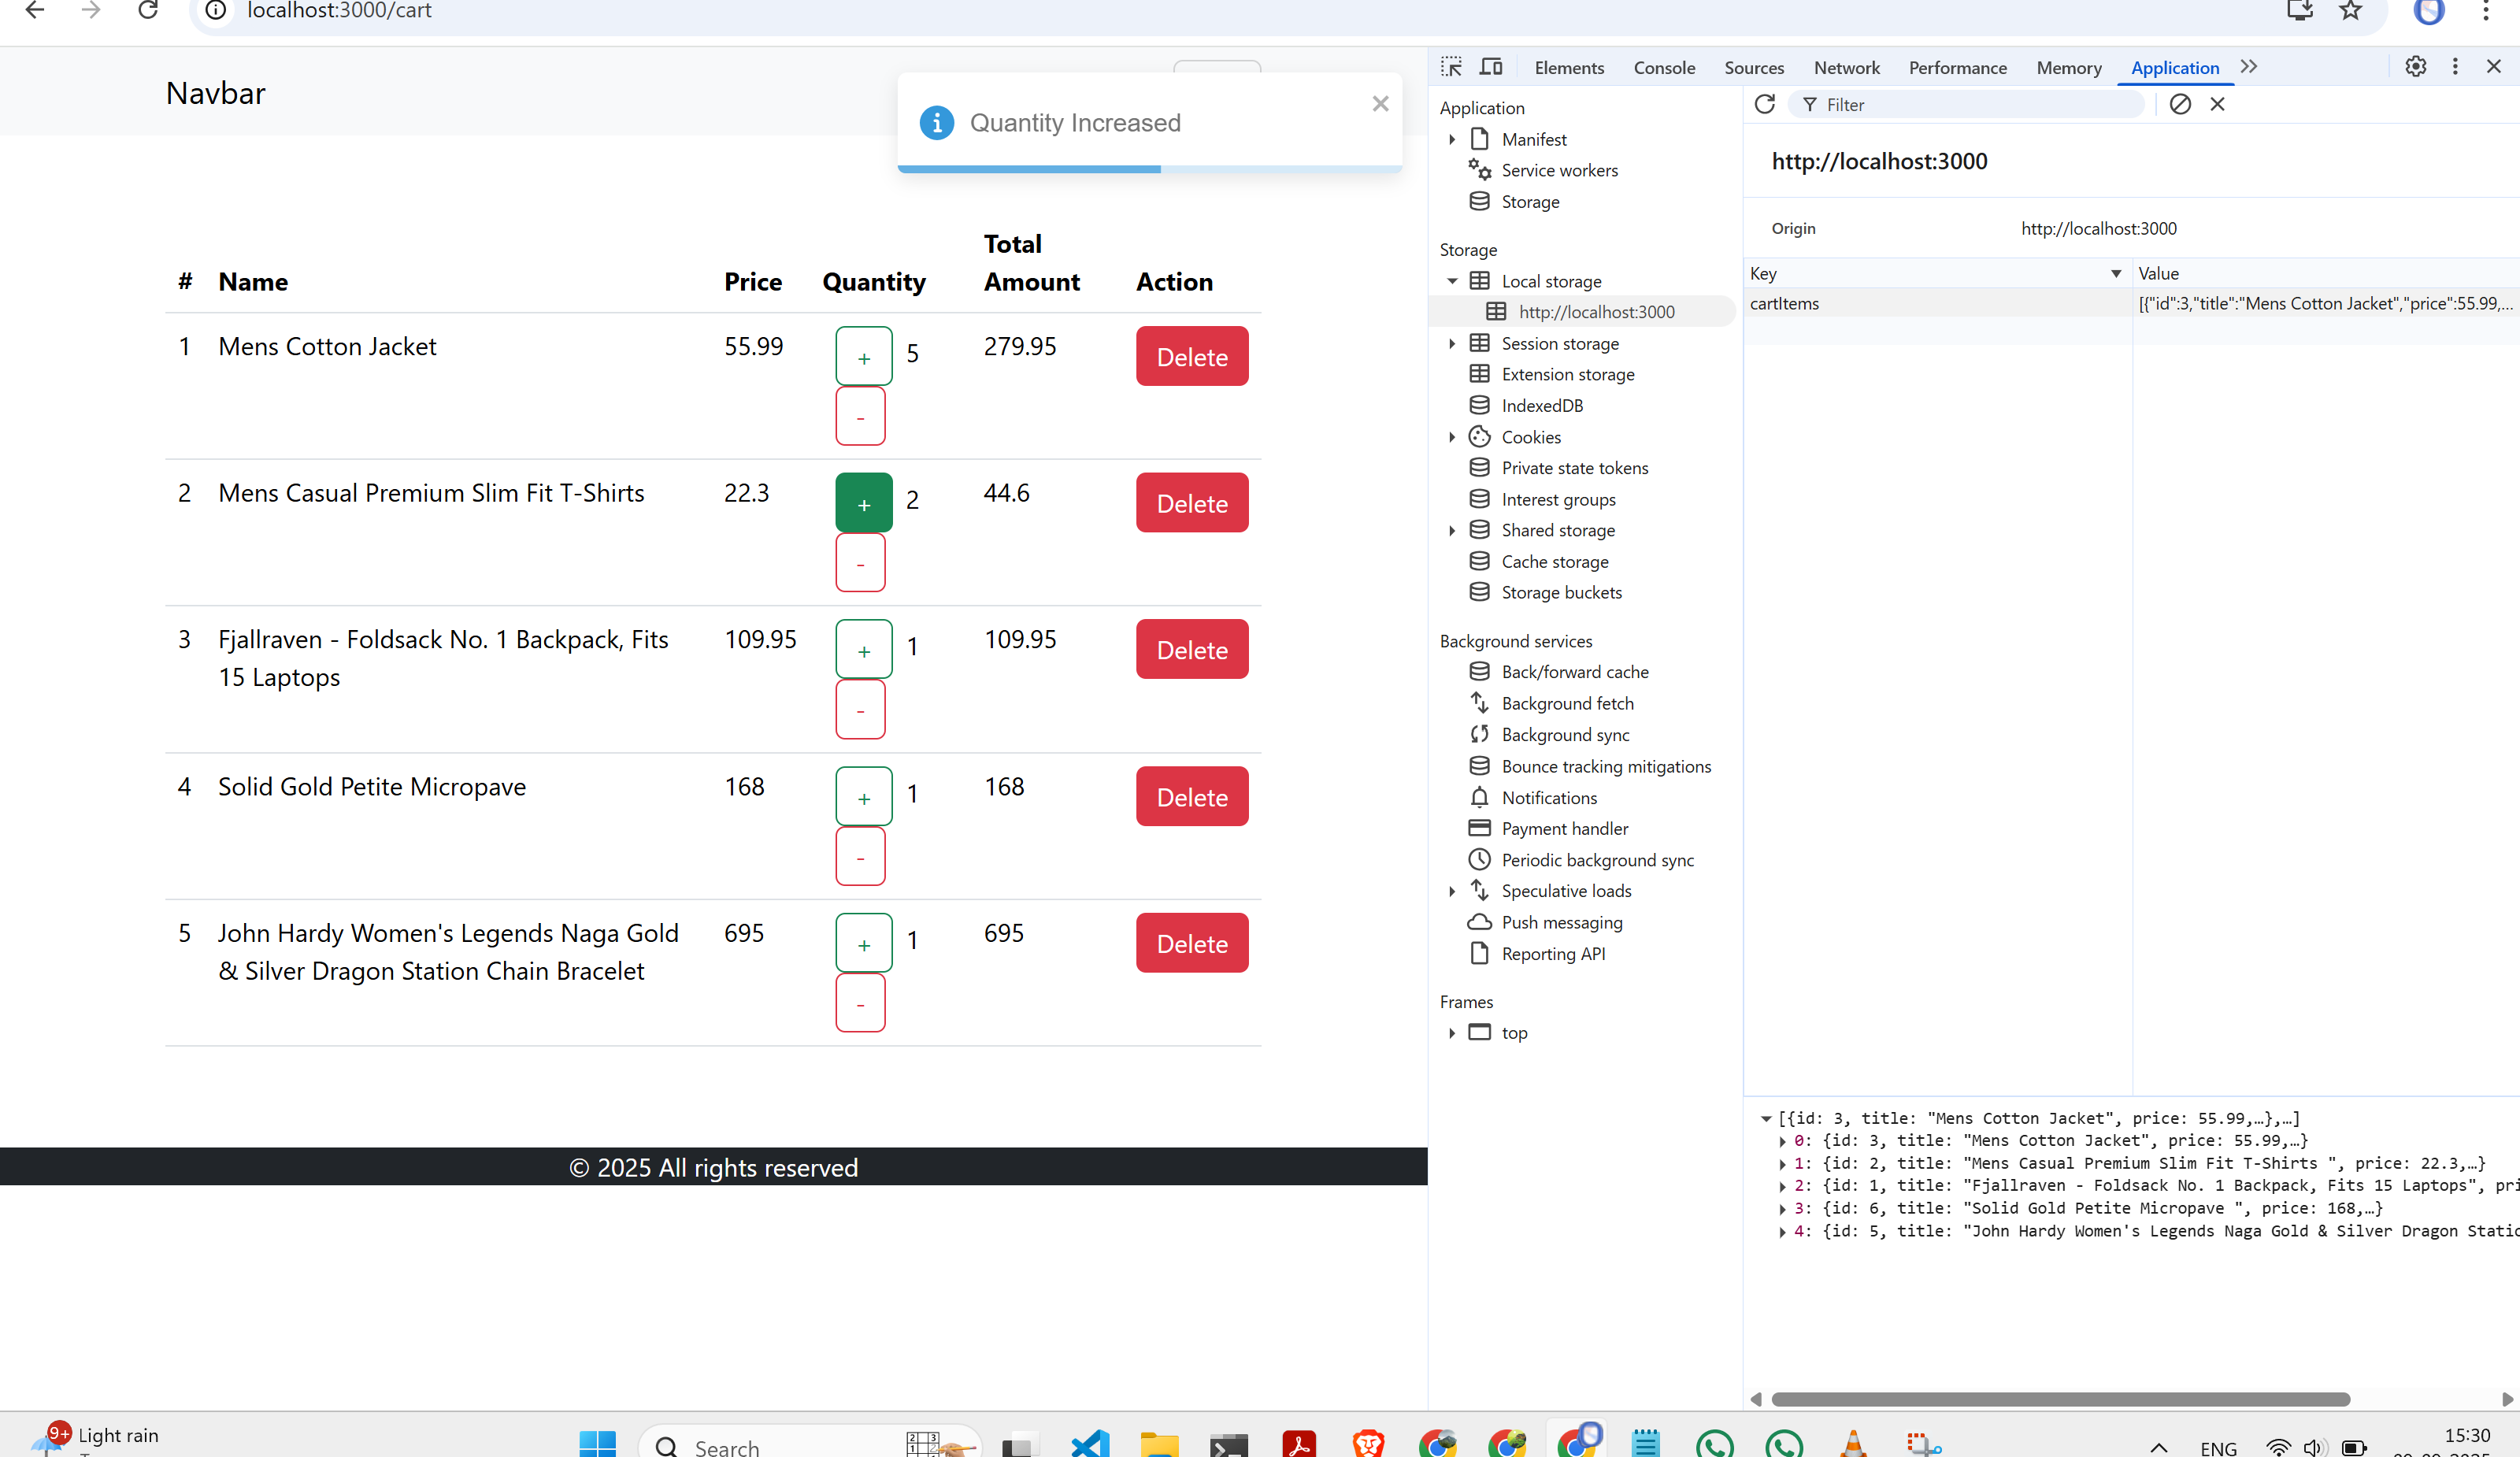 localhost:3000/cart
Navbar
Quantity Increased
# Name Price Quantity Total Amount Action
1 Mens Cotton Jacket 55.99 + 5 279.95 Delete
-
2 Mens Casual Premium Slim Fit T-Shirts 22.3 + 2 44.6 Delete
-
3 Fjallraven - Foldsack No. 1 Backpack, Fits 109.95 + 1 109.95 Delete
15 Laptops
-
4 Solid Gold Petite Micropave 168 + 1 168 Delete
-
5 John Hardy Women's Legends Naga Gold 695 + 1 695 Delete
& Silver Dragon Station Chain Bracelet
-
© 2025 All rights reserved
Elements Console Sources Network Performance Memory Application
Application
Manifest
Service workers
Storage
Storage
Local storage
http://localhost:3000
Session storage
Extension storage
IndexedDB
Cookies
Private state tokens
Interest groups
Shared storage
Cache storage
Storage buckets
Background services
Back/forward cache
Background fetch
Background sync
Bounce tracking mitigations
Notifications
Payment handler
Periodic background sync
Speculative loads
Push messaging
Reporting API
Frames
top
Filter
http://localhost:3000
Origin http://localhost:3000
Key Value
cartItems [{"id":3,"title":"Mens Cotton Jacket","price":55.99,...
[{id: 3, title: "Mens Cotton Jacket", price: 55.99,…},…]
0: {id: 3, title: "Mens Cotton Jacket", price: 55.99,…}
1: {id: 2, title: "Mens Casual Premium Slim Fit T-Shirts ", price: 22.3,…}
2: {id: 1, title: "Fjallraven - Foldsack No. 1 Backpack, Fits 15 Laptops", pri
3: {id: 6, title: "Solid Gold Petite Micropave ", price: 168,…}
4: {id: 5, title: "John Hardy Women's Legends Naga Gold & Silver Dragon Static
9+ Light rain
Search
ENG
15:30